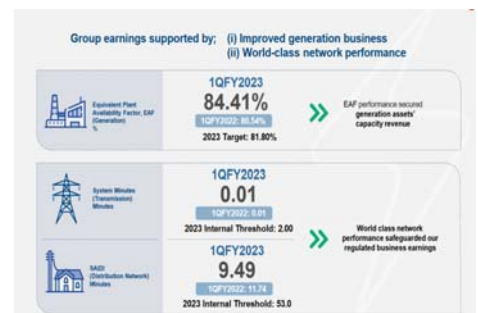 Group earnings supported by; (i) Improved generation business
(ii) World-class network performance
1QFY2023
84.41%
1QFY2022: 80.54%
2023 Target: 81.80%
Equivalent Plant
Availability Factor, EAF
(Generation)
%
EAF performance secured
generation assets'
capacity revenue
System Minutes
(Transmission)
Minutes
1QFY2023
0.01
1QFY2022: 0.01
2023 Internal Threshold: 2.00
World class network
performance safeguarded our
regulated business earnings
SAIDI
(Distribution Network)
Minutes
1QFY2023
9.49
1QFY2022: 11.74
2023 Internal Threshold: 53.0